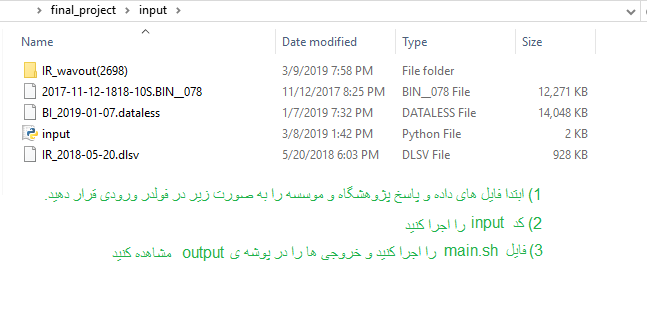 final_project > input >
Name Date modified Type Size
IR_wavout(2698) 3/9/2019 7:58 PM File folder
2017-11-12-1818-10S.BIN__078 11/12/2017 8:25 PM BIN__078 File 12,271 KB
BI_2019-01-07.dataless 1/7/2019 7:32 PM DATALESS File 14,048 KB
input 3/8/2019 1:42 PM Python File 2 KB
IR_2018-05-20.dlsv 5/20/2018 6:03 PM DLSV File 928 KB
1) ابتدا فایل های داده و پاسخ پژوهشگاه و موسسه را به صورت زیر در فولدر ورودی قرار دهید.
2) کد input را اجرا کنید
3) فایل main.sh را اجرا کنید و خروجی ها را در پوشه ی output مشاهده کنید